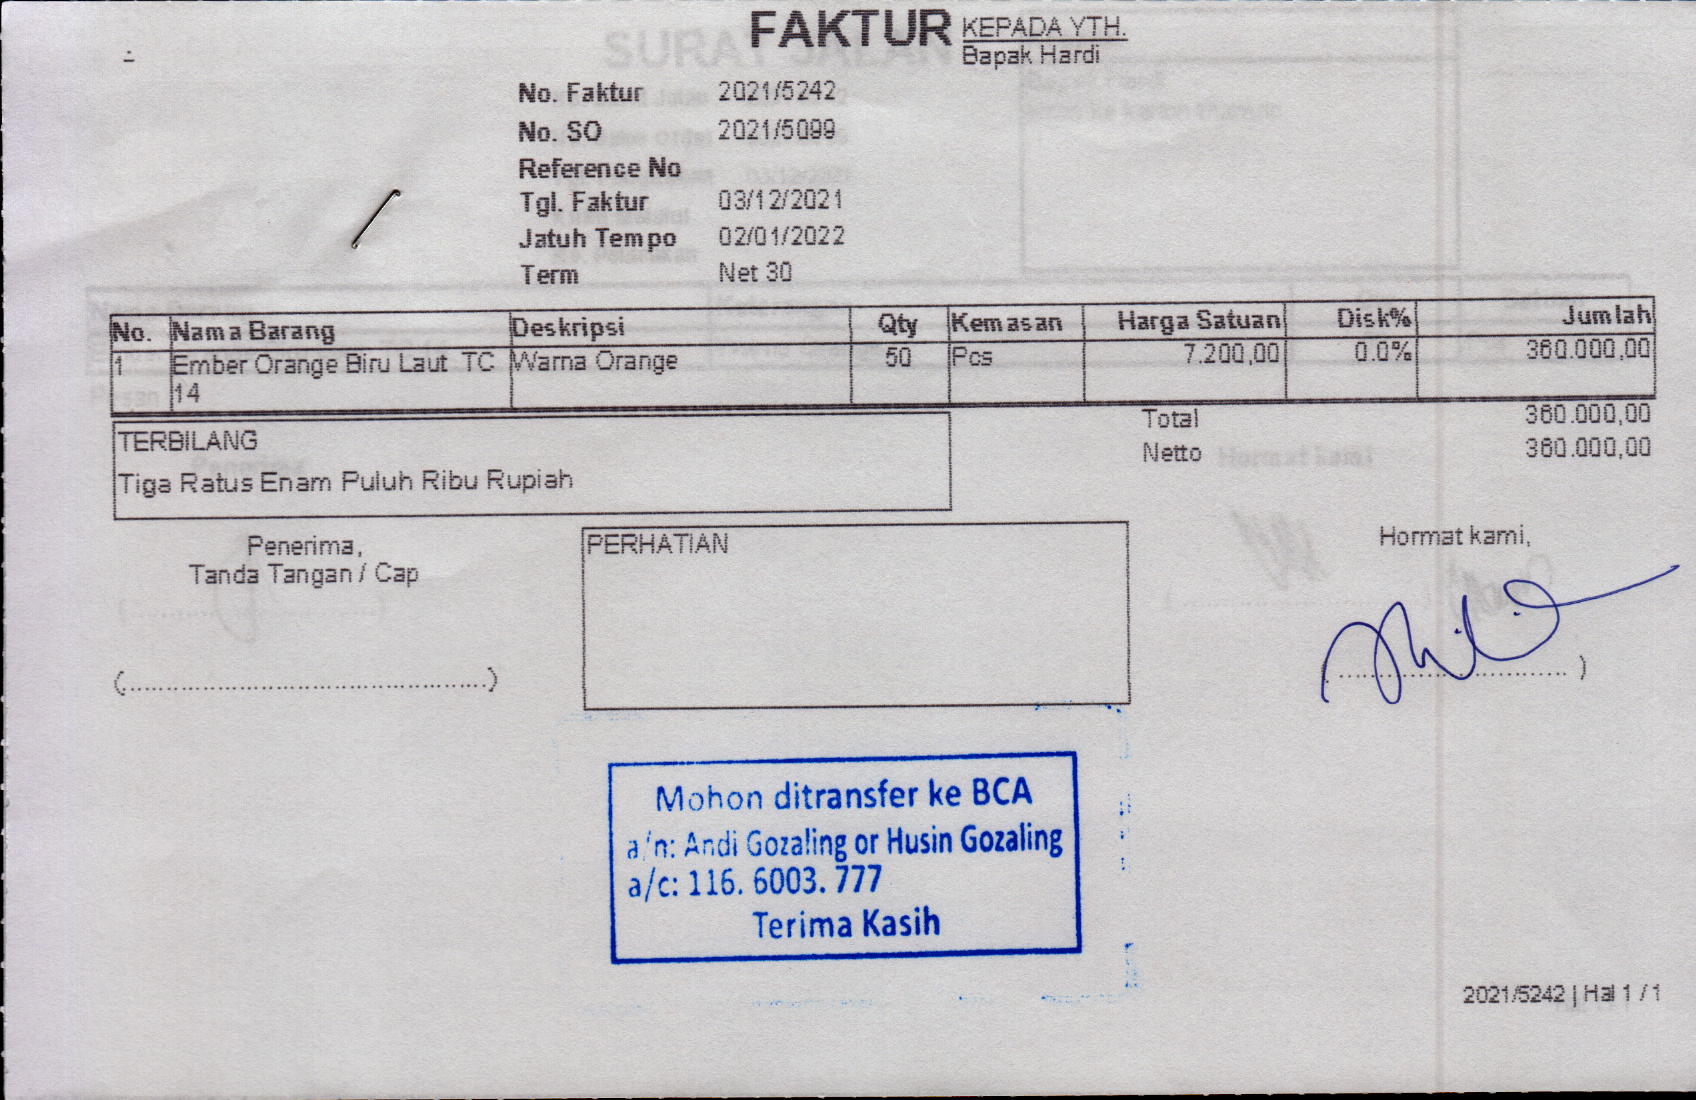 FAKTUR
KEPADA YTH.
Bapak Hardi
No. Faktur 2021/5242
No. SO 2021/5099
Reference No
Tgl. Faktur 03/12/2021
Jatuh Tempo 02/01/2022
Term Net 30
No. Nama Barang Deskripsi Qty Kemasan Harga Satuan Disk% Jumlah
1 Ember Orange Biru Laut TC Warna Orange 50 Pcs 7.200,00 0.0% 360.000,00
14
Total 360.000,00
Netto 360.000,00
TERBILANG
Tiga Ratus Enam Puluh Ribu Rupiah
Penerima,
Tanda Tangan / Cap
(..................................................)
PERHATIAN
Hormat kami,
(..................................)
Mohon ditransfer ke BCA
a/n: Andi Gozaling or Husin Gozaling
a/c: 116. 6003. 777
Terima Kasih
2021/5242 | Hal 1 / 1